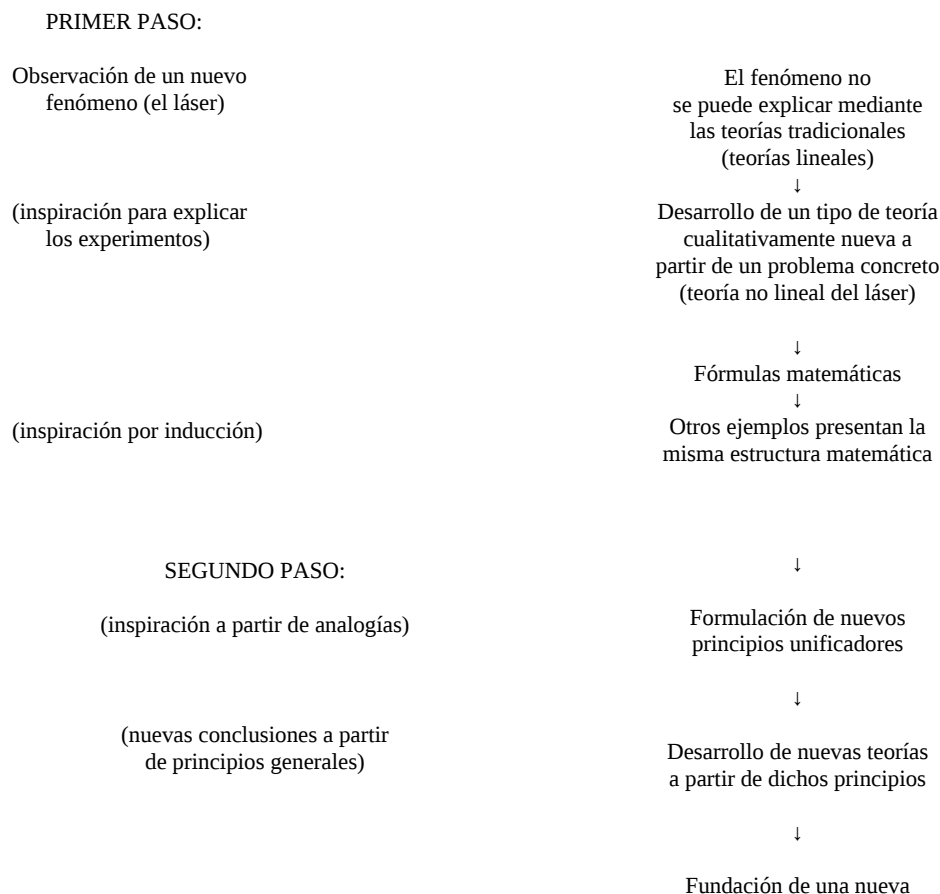 PRIMER PASO:
Observación de un nuevo
fenómeno (el láser)
El fenómeno no
se puede explicar mediante
las teorías tradicionales
(teorías lineales)
↓
(inspiración para explicar
los experimentos)
Desarrollo de un tipo de teoría
cualitativamente nueva a
partir de un problema concreto
(teoría no lineal del láser)
↓
Fórmulas matemáticas
↓
(inspiración por inducción)
Otros ejemplos presentan la
misma estructura matemática
↓
SEGUNDO PASO:
(inspiración a partir de analogías)
Formulación de nuevos
principios unificadores
↓
(nuevas conclusiones a partir
de principios generales)
Desarrollo de nuevas teorías
a partir de dichos principios
↓
Fundación de una nueva